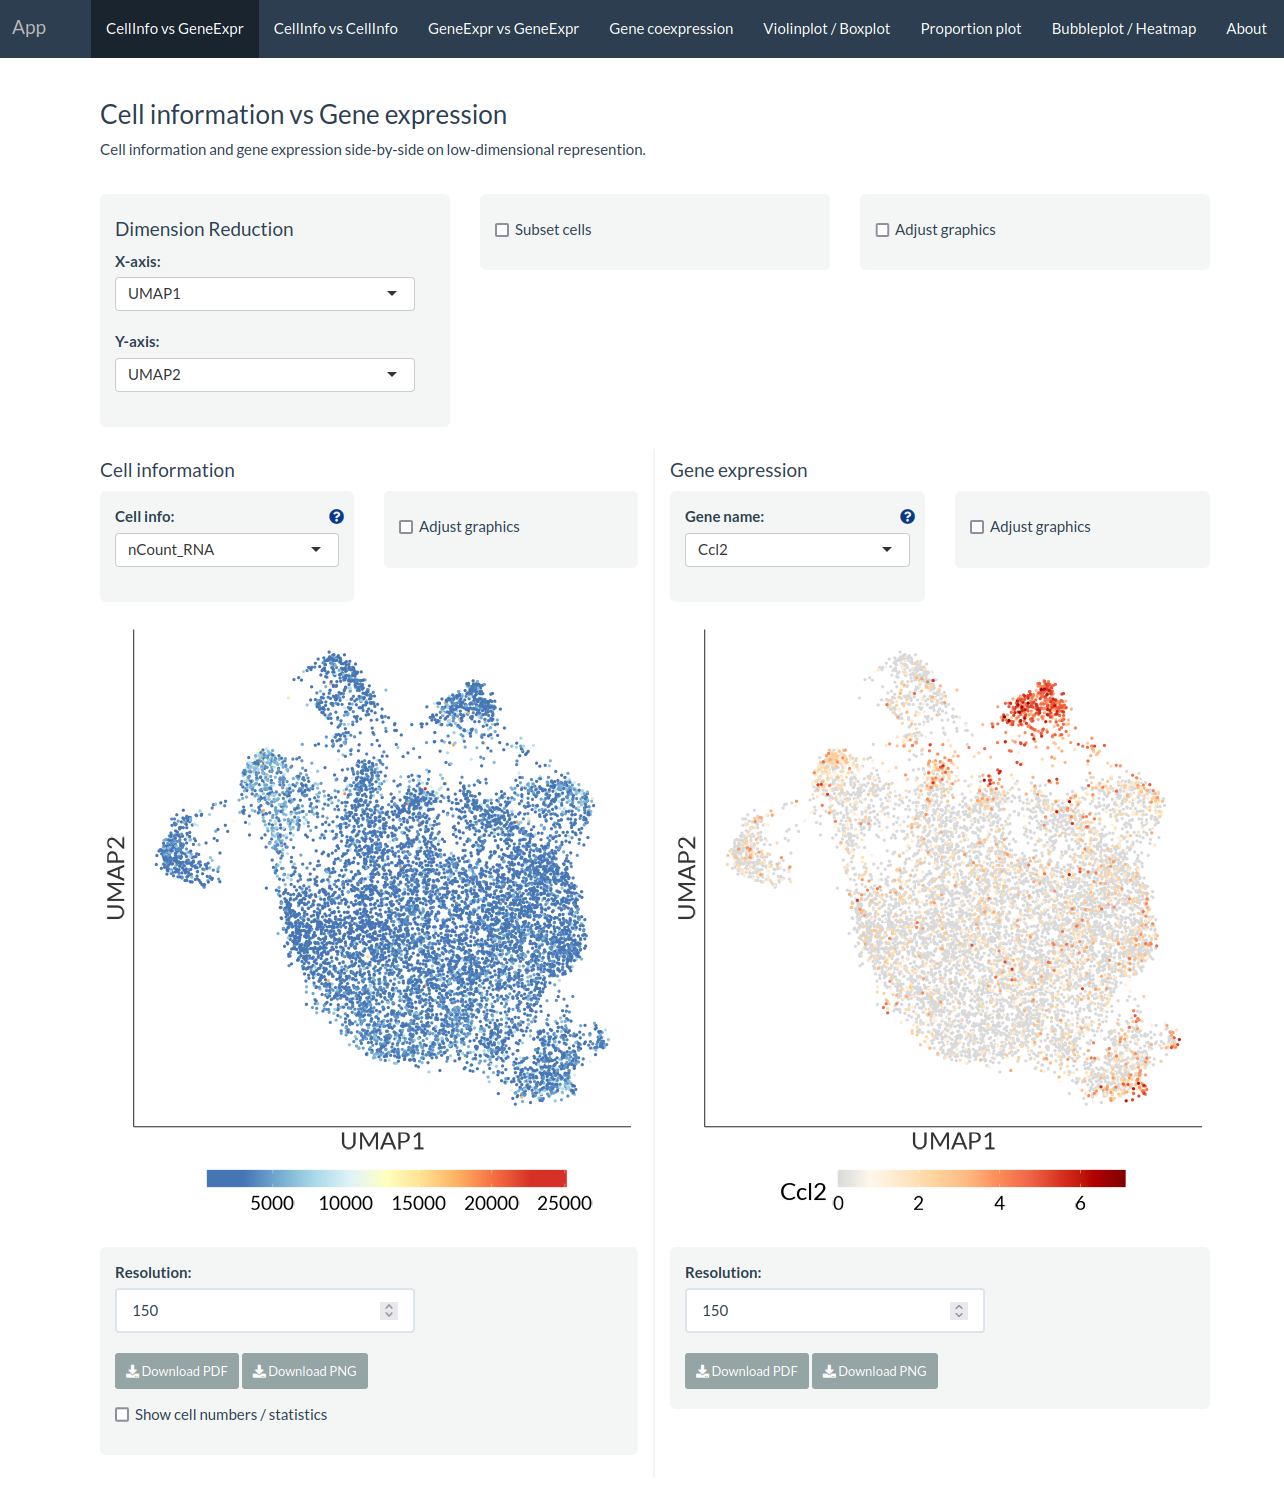 App CellInfo vs GeneExpr CellInfo vs CellInfo GeneExpr vs GeneExpr Gene coexpression Violinplot / Boxplot Proportion plot Bubbleplot / Heatmap About
Cell information vs Gene expression
Cell information and gene expression side-by-side on low-dimensional represention.
Dimension Reduction
X-axis:
UMAP1
Y-axis:
UMAP2
Subset cells
Adjust graphics
Cell information
Cell info:
nCount_RNA
Adjust graphics
UMAP2
UMAP1
5000 10000 15000 20000 25000
Resolution:
150
Download PDF Download PNG
Show cell numbers / statistics
Gene expression
Gene name:
Ccl2
Adjust graphics
UMAP2
UMAP1
Ccl2 0 2 4 6
Resolution:
150
Download PDF Download PNG